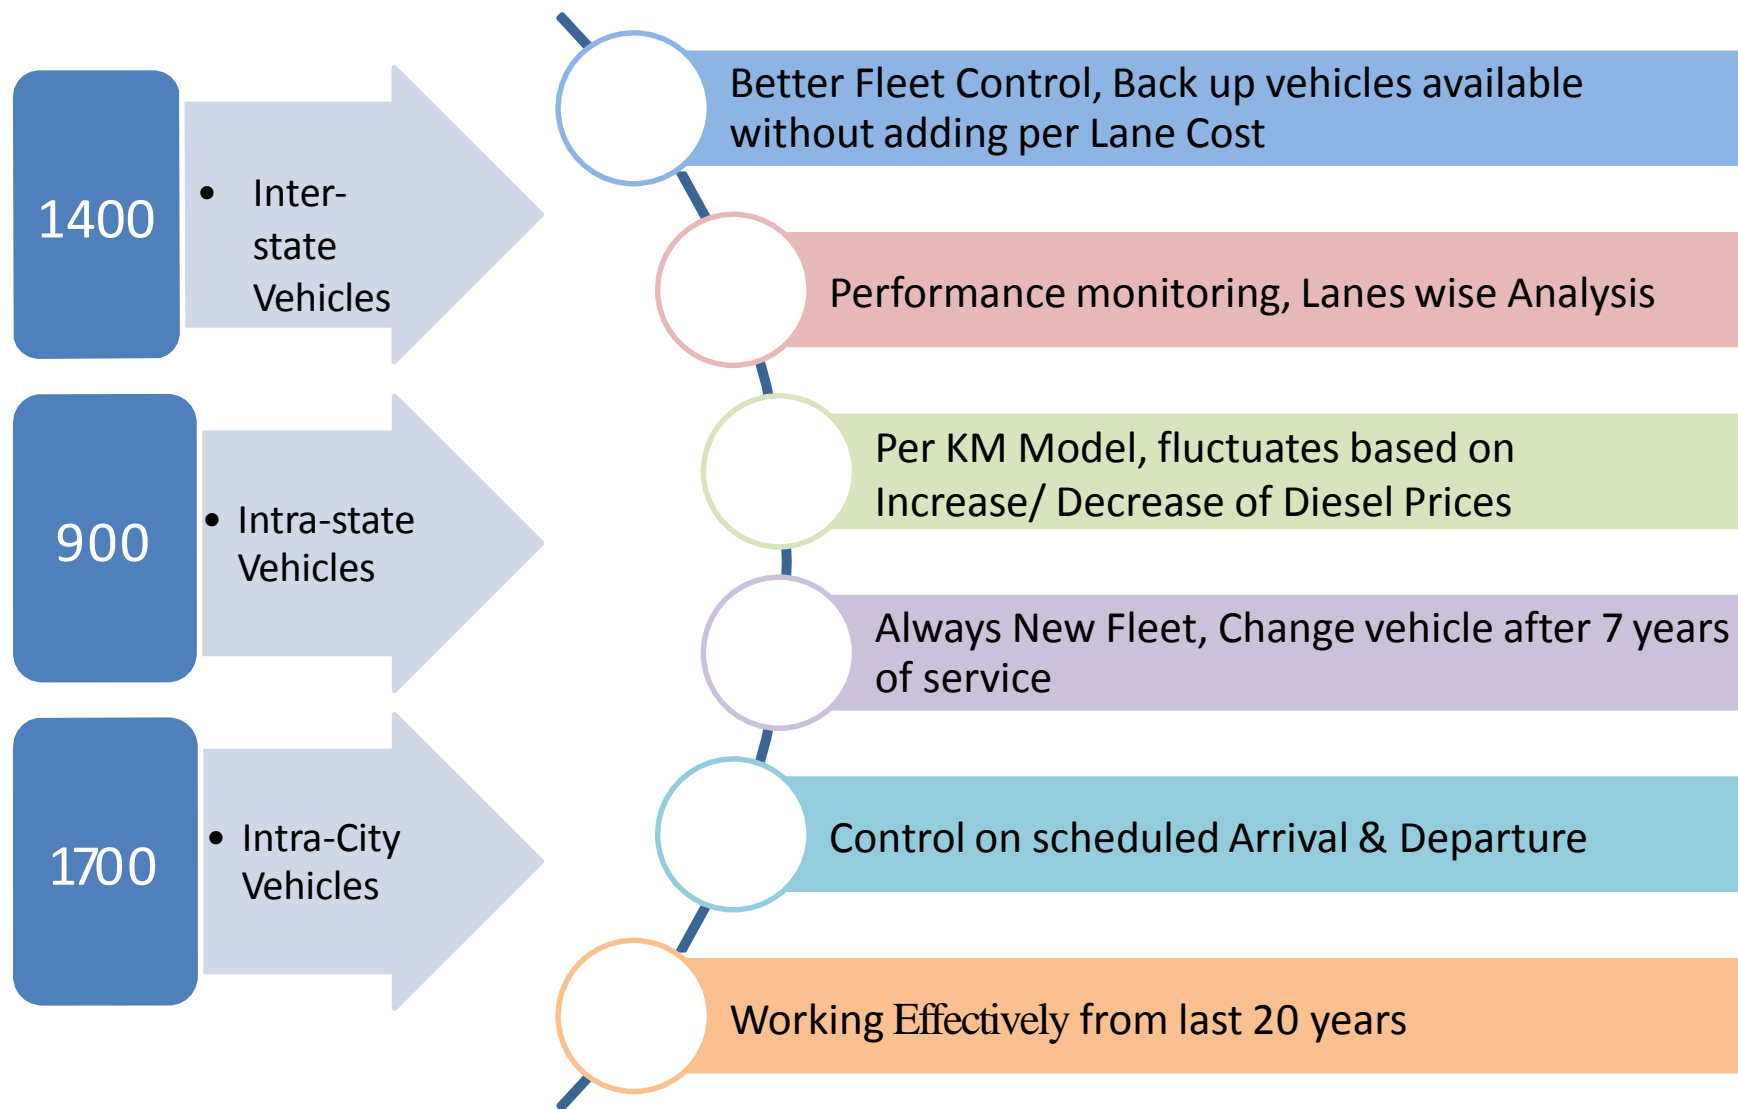 1400
• Inter-
state
Vehicles
900
• Intra-state
Vehicles
1700
• Intra-City
Vehicles
Better Fleet Control, Back up vehicles available
without adding per Lane Cost
Performance monitoring, Lanes wise Analysis
Per KM Model, fluctuates based on
Increase/ Decrease of Diesel Prices
Always New Fleet, Change vehicle after 7 years
of service
Control on scheduled Arrival & Departure
Working Effectively from last 20 years